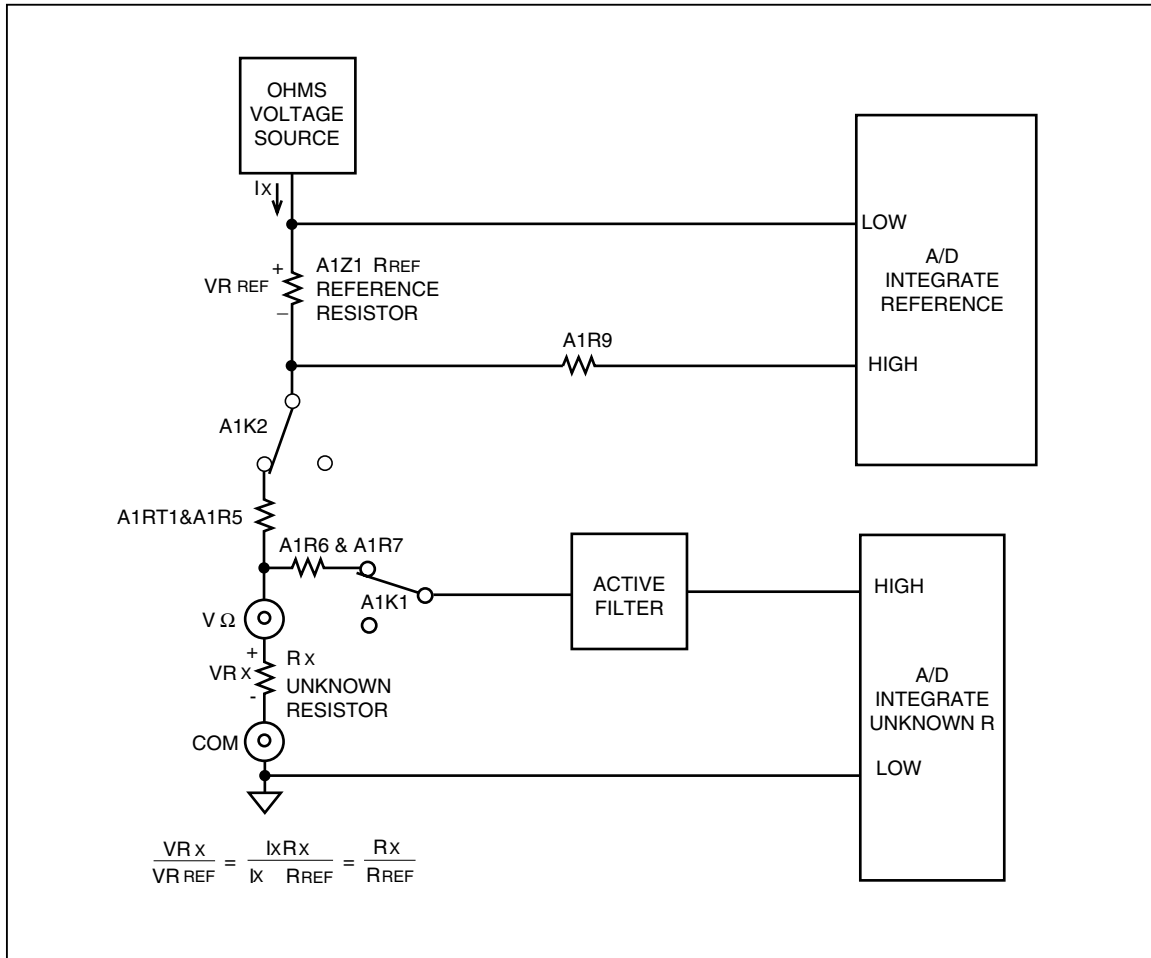 OHMS
VOLTAGE
SOURCE
Ix
LOW
+
VR REF
–
A1Z1 RREF
REFERENCE
RESISTOR
A/D
INTEGRATE
REFERENCE
A1R9
HIGH
A1K2
A1RT1&A1R5
A1R6 & A1R7
A1K1
ACTIVE
FILTER
HIGH
V Ω
+
VR x
-
Rx
UNKNOWN
RESISTOR
A/D
INTEGRATE
UNKNOWN R
COM
LOW
VR x / VR REF = IxRx / Ix RREF = Rx / RREF